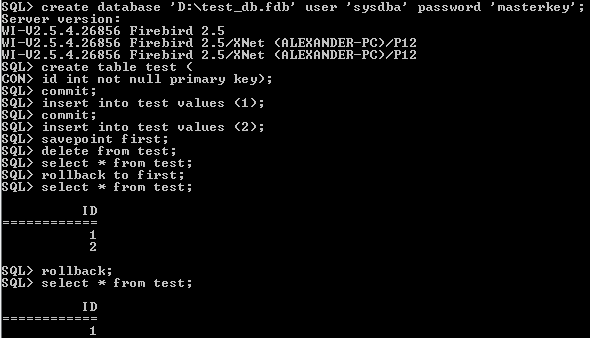 SQL> create database 'D:\test_db.fdb' user 'sysdba' password 'masterkey';
Server version:
WI-V2.5.4.26856 Firebird 2.5
WI-V2.5.4.26856 Firebird 2.5/XNet (ALEXANDER-PC)/P12
WI-V2.5.4.26856 Firebird 2.5/XNet (ALEXANDER-PC)/P12
SQL> create table test (
CON> id int not null primary key);
SQL> commit;
SQL> insert into test values (1);
SQL> commit;
SQL> insert into test values (2);
SQL> savepoint first;
SQL> delete from test;
SQL> select * from test;
SQL> rollback to first;
SQL> select * from test;
ID
============
1
2
SQL> rollback;
SQL> select * from test;
ID
============
1